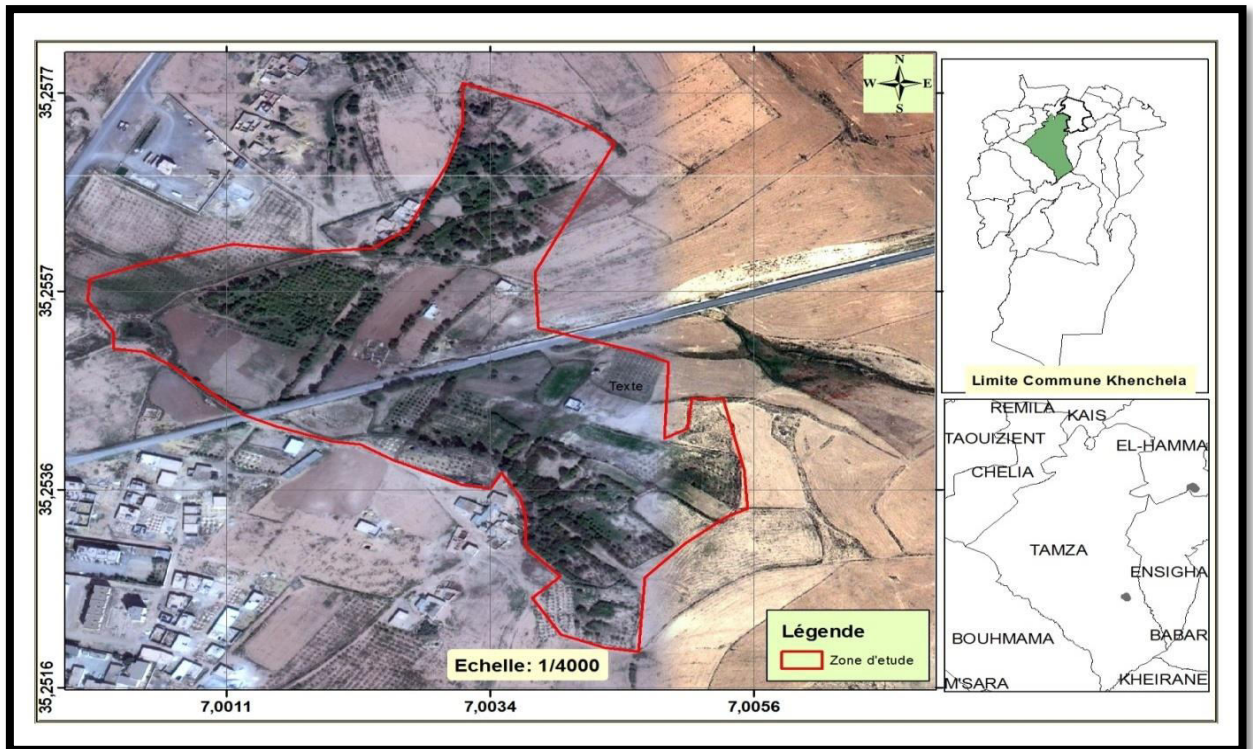 N
W E
S
35,2577
35,2557
35,2536
35,2516
Texte
Echelle: 1/4000
Légende
Zone d'etude
7,0011 7,0034 7,0056
Limite Commune Khenchela
REMILA
KAIS
TAOUIZIENT
EL-HAMMA
CHELIA
TAMZA
ENSIGHA
BOUHMAMA
BABAR
M'SARA
KHEIRANE